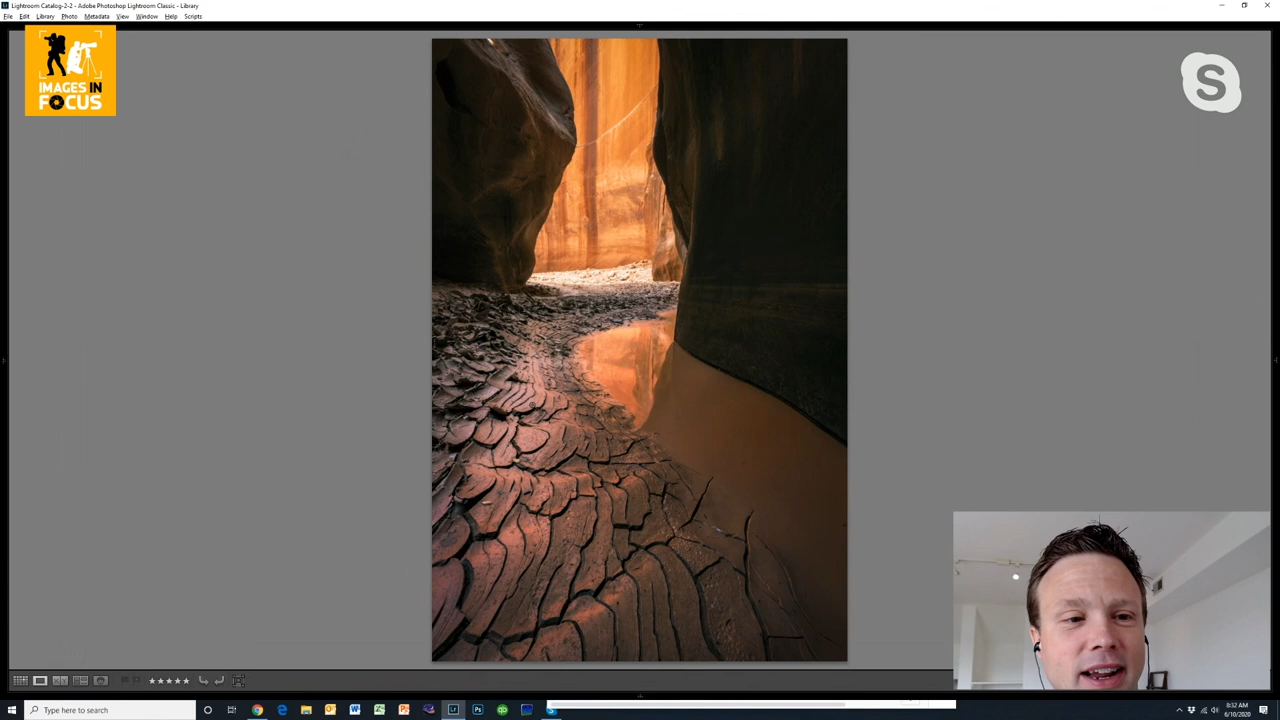 Lightroom Catalog-2-2 - Adobe Photoshop Lightroom Classic - Library
File Edit Library Photo Metadata View Window Help Scripts
IMAGES IN
FOCUS
S
Type here to search
8:32 AM
6/10/2020